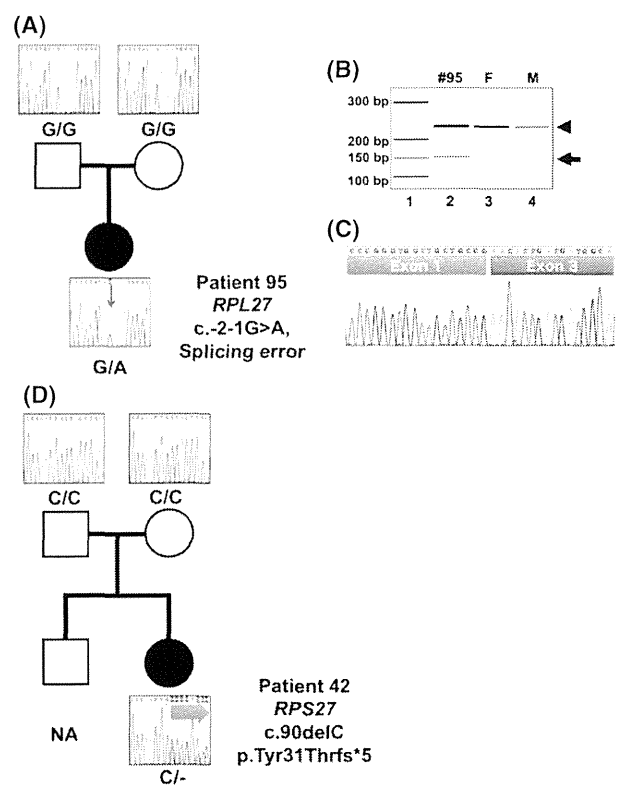 (A)
G/G
G/G
Patient 95
RPL27
c.-2-1G>A,
Splicing error
G/A
(B)
#95 F M
300 bp
200 bp
150 bp
100 bp
1 2 3 4
(C)
Exon 1 Exon 3
(D)
C/C
C/C
NA
Patient 42
RPS27
c.90delC
p.Tyr31Thrfs*5
C/-